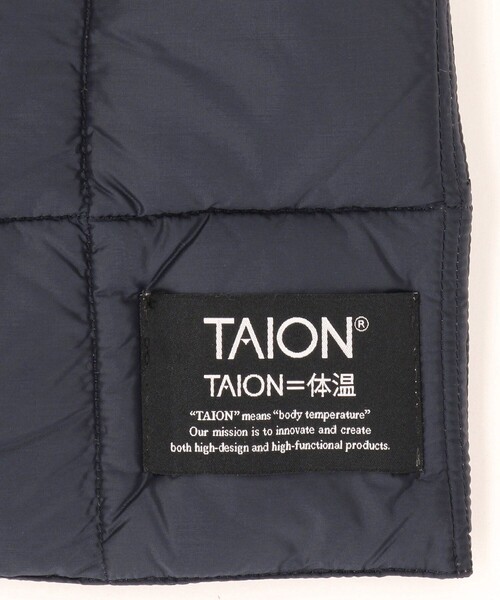 TAION®
TAION=体温
“TAION” means “body temperature”
Our mission is to innovate and create
both high-design and high-functional products.